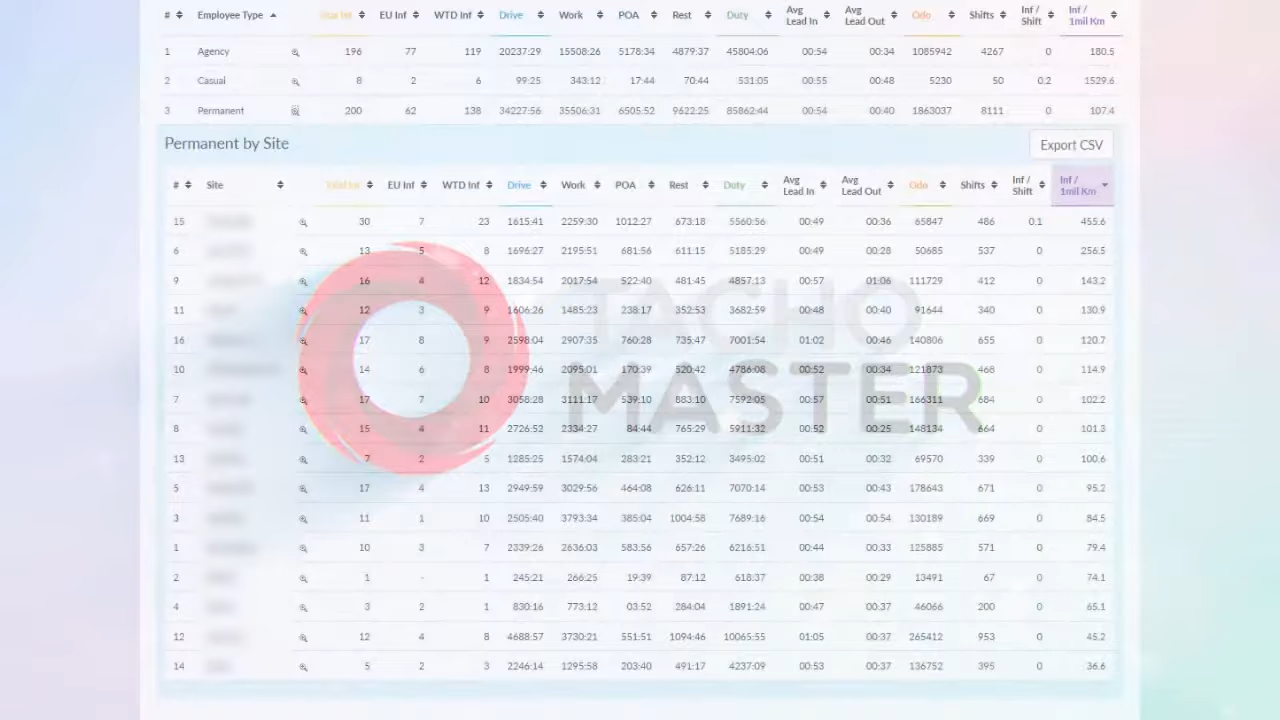 # Employee Type Total Inf EU Inf WTD Inf Drive Work POA Rest Duty Avg Lead In Avg Lead Out Odo Shifts Inf / Shift Inf / 1mil Km
1 Agency 196 77 119 20237:29 15508:26 5178:34 4879:37 45804:06 00:54 00:34 1085942 4267 0 180.5
2 Casual 8 2 6 99:25 343:12 17:44 70:44 531:05 00:55 00:48 5230 50 0.2 1529.6
3 Permanent 200 62 138 34227:56 35506:31 6505:52 9622:25 85862:44 00:54 00:40 1863037 8111 0 107.4
Permanent by Site Export CSV
# Site Total Inf EU Inf WTD Inf Drive Work POA Rest Duty Avg Lead In Avg Lead Out Odo Shifts Inf / Shift Inf / 1mil Km
15 30 7 23 1615:41 2259:30 1012:27 673:18 5560:56 00:49 00:36 65847 486 0.1 455.6
6 13 5 8 1696:27 2195:51 681:56 611:15 5185:29 00:49 00:28 50685 537 0 256.5
9 16 4 12 1834:54 2017:54 522:40 481:45 4857:13 00:57 01:06 111729 412 0 143.2
11 12 3 9 1606:26 1485:23 238:17 352:53 3682:59 00:48 00:40 91644 340 0 130.9
16 17 8 9 2598:04 2907:35 760:28 735:47 7001:54 01:02 00:46 140806 655 0 120.7
10 14 6 8 1999:46 2095:01 170:39 520:42 4786:08 00:52 00:34 121873 468 0 114.9
7 17 7 10 3058:28 3111:17 539:10 883:10 7592:05 00:57 00:51 166311 684 0 102.2
8 15 4 11 2726:52 2334:27 84:44 765:29 5911:32 00:52 00:25 148134 664 0 101.3
13 7 2 5 1285:25 1574:04 283:21 352:12 3495:02 00:51 00:32 69570 339 0 100.6
5 17 4 13 2949:59 3029:56 464:08 626:11 7070:14 00:53 00:43 178643 671 0 95.2
3 11 1 10 2505:40 3793:34 385:04 1004:58 7689:16 00:54 00:54 130189 669 0 84.5
1 10 3 7 2339:26 2636:03 583:56 657:26 6216:51 00:44 00:33 125885 571 0 79.4
2 1 - 1 245:21 266:25 19:39 87:12 618:37 00:38 00:29 13491 67 0 74.1
4 3 2 1 830:16 773:12 03:52 284:04 1891:24 00:47 00:37 46066 200 0 65.1
12 12 4 8 4688:57 3730:21 551:51 1094:46 10065:55 01:05 00:37 265412 953 0 45.2
14 5 2 3 2246:14 1295:58 203:40 491:17 4237:09 00:53 00:37 136752 395 0 36.6
TACHO
MASTER